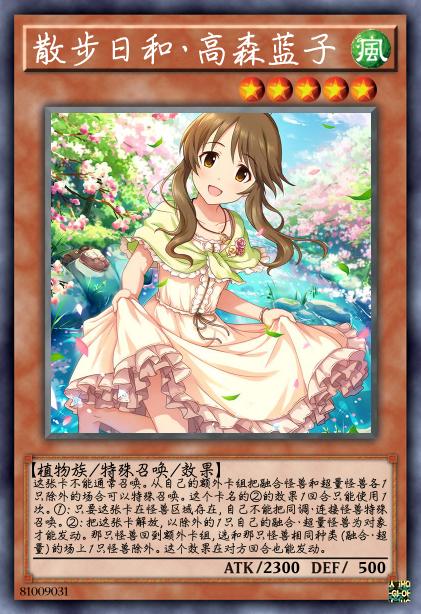 散步日和·高森蓝子
風
【植物族/特殊召唤/效果】
这张卡不能通常召唤。从自己的额外卡组把融合怪兽和超量怪兽各1
只除外的场合可以特殊召唤。这个卡名的②的效果1回合只能使用1
次。①:只要这张卡在怪兽区域存在,自己不能把同调·连接怪兽特殊
召唤。②:把这张卡解放,以除外的1只自己的融合·超量怪兽为对象
才能发动。那只怪兽回到额外卡组,选和那只怪兽相同种类(融合·超
量)的场上1只怪兽除外。这个效果在对方回合也能发动。
ATK/2300 DEF/ 500
81009031